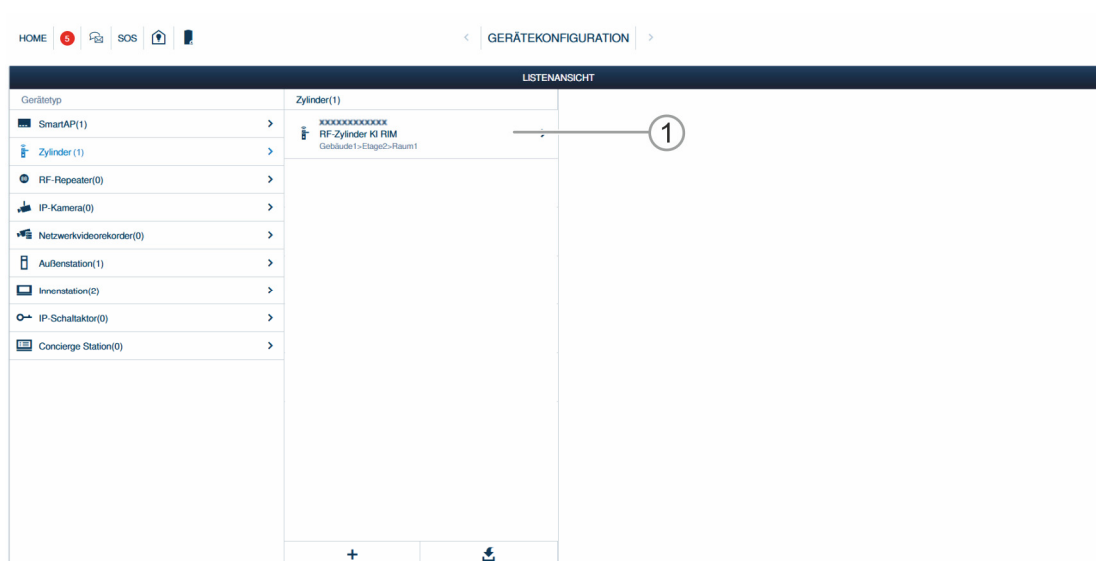 HOME 5 SOS
< GERÄTEKONFIGURATION >
LISTENANSICHT
Gerätetyp
SmartAP(1)
Zylinder (1)
RF-Repeater(0)
IP-Kamera(0)
Netzwerkvideorekorder(0)
Außenstation(1)
Innenstation(2)
IP-Schaltaktor(0)
Concierge Station(0)
Zylinder(1)
xxxxxxxxxxxx
RF-Zylinder KI RIM
Gebäude1>Etage2>Raum1
1
+